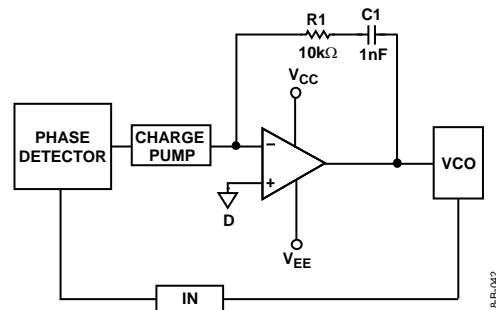 R1
10kΩ
C1
1nF
VCC
PHASE
DETECTOR
CHARGE
PUMP
−
+
D
VCO
VEE
IN